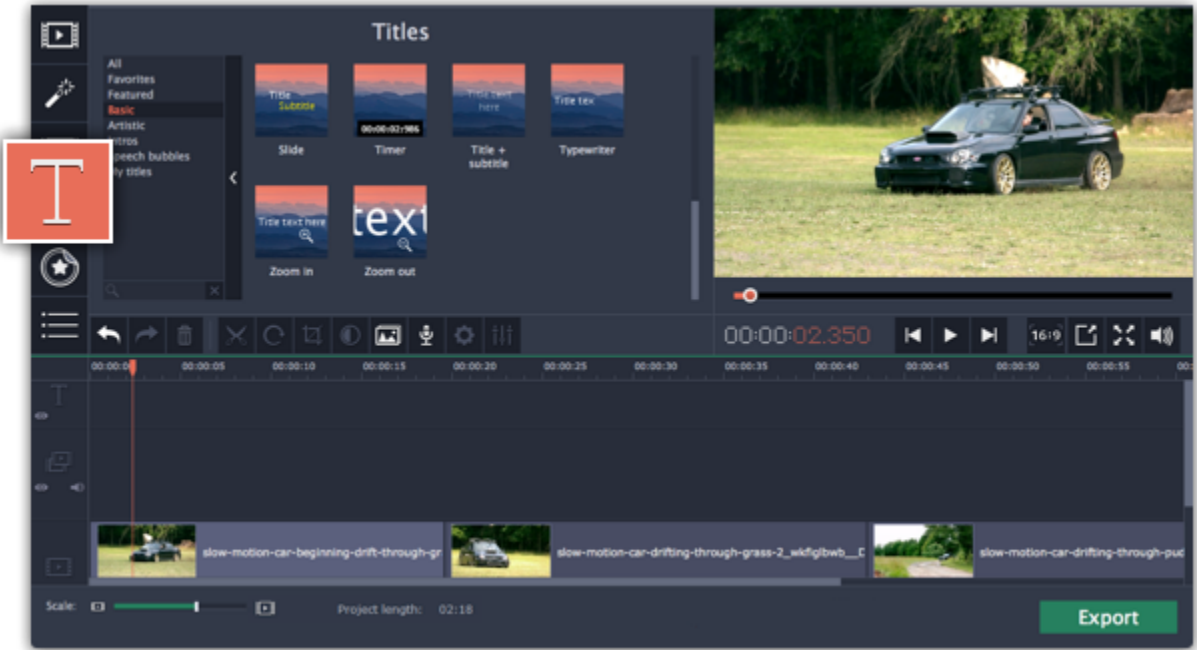 Titles
All
Favorites
Featured
Basic
Artistic
ntros
peech bubbles
y titles
T
Title
Subtitle
00:00:02:986
Title text
here
Title tex
Slide
Timer
Title +
subtitle
Typewriter
Title text here
text
Zoom in
Zoom out
00:00:02.350
16:9
00:00:0
00:00:05
00:00:10
00:00:15
00:00:20
00:00:25
00:00:30
00:00:35
00:00:40
00:00:45
00:00:50
00:00:55
00:
T
slow-motion-car-beginning-drift-through-gr
slow-motion-car-drifting-through-grass-2_wkfiglbwb__D
slow-motion-car-drifting-through-pud
Scale:
Project length: 02:18
Export